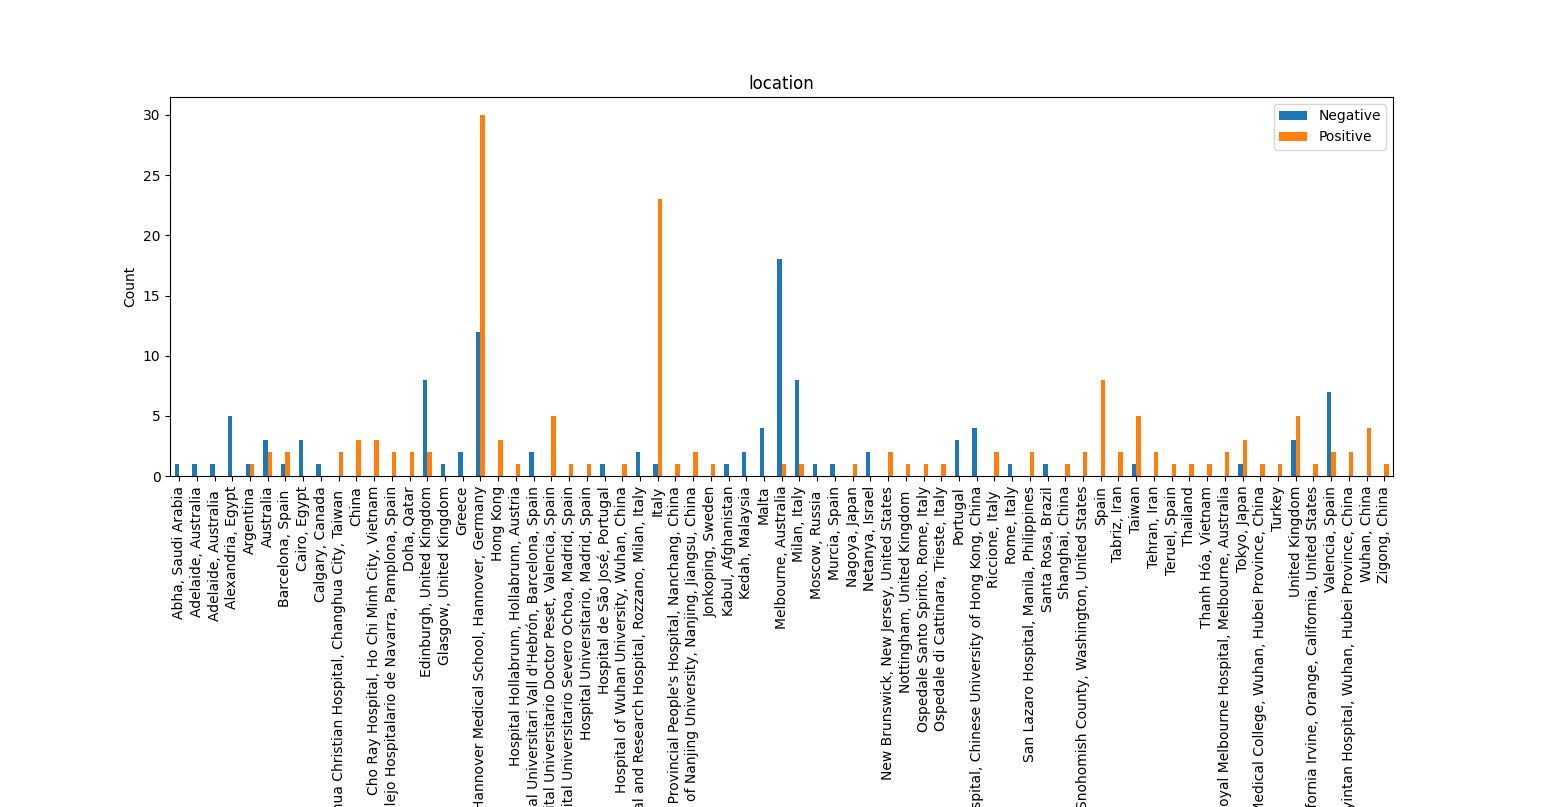 location
Count
30
25
20
15
10
5
0
Negative
Positive
Abha, Saudi Arabia
Adelaide, Australia
Adelaide, Australia
Alexandria, Egypt
Argentina
Australia
Barcelona, Spain
Cairo, Egypt
Calgary, Canada
Christian Hospital, Changhua City, Taiwan
China
Cho Ray Hospital, Ho Chi Minh City, Vietnam
Hospitalario de Navarra, Pamplona, Spain
Doha, Qatar
Edinburgh, United Kingdom
Glasgow, United Kingdom
Greece
Hannover Medical School, Hannover, Germany
Hong Kong
Hospital Hollabrunn, Hollabrunn, Austria
Universitari Vall d'Hebrón, Barcelona, Spain
Universitario Doctor Peset, Valencia, Spain
Universitario Severo Ochoa, Madrid, Spain
Hospital Universitario, Madrid, Spain
Hospital de São José, Portugal
Hospital of Wuhan University, Wuhan, China
and Research Hospital, Rozzano, Milan, Italy
Italy
Provincial People's Hospital, Nanchang, China
of Nanjing University, Nanjing, Jiangsu, China
Jonkoping, Sweden
Kabul, Afghanistan
Kedah, Malaysia
Malta
Melbourne, Australia
Milan, Italy
Moscow, Russia
Murcia, Spain
Nagoya, Japan
Netanya, Israel
New Brunswick, New Jersey, United States
Nottingham, United Kingdom
Ospedale Santo Spirito. Rome, Italy
Ospedale di Cattinara, Trieste, Italy
Portugal
Chinese University of Hong Kong, China
Riccione, Italy
Rome, Italy
San Lazaro Hospital, Manila, Philippines
Santa Rosa, Brazil
Shanghai, China
Snohomish County, Washington, United States
Spain
Tabriz, Iran
Taiwan
Tehran, Iran
Teruel, Spain
Thailand
Thanh Hóa, Vietnam
Melbourne Hospital, Melbourne, Australia
Tokyo, Japan
Medical College, Wuhan, Hubei Province, China
Turkey
United Kingdom
Irvine, Orange, California, United States
Valencia, Spain
Hospital, Wuhan, Hubei Province, China
Wuhan, China
Zigong, China